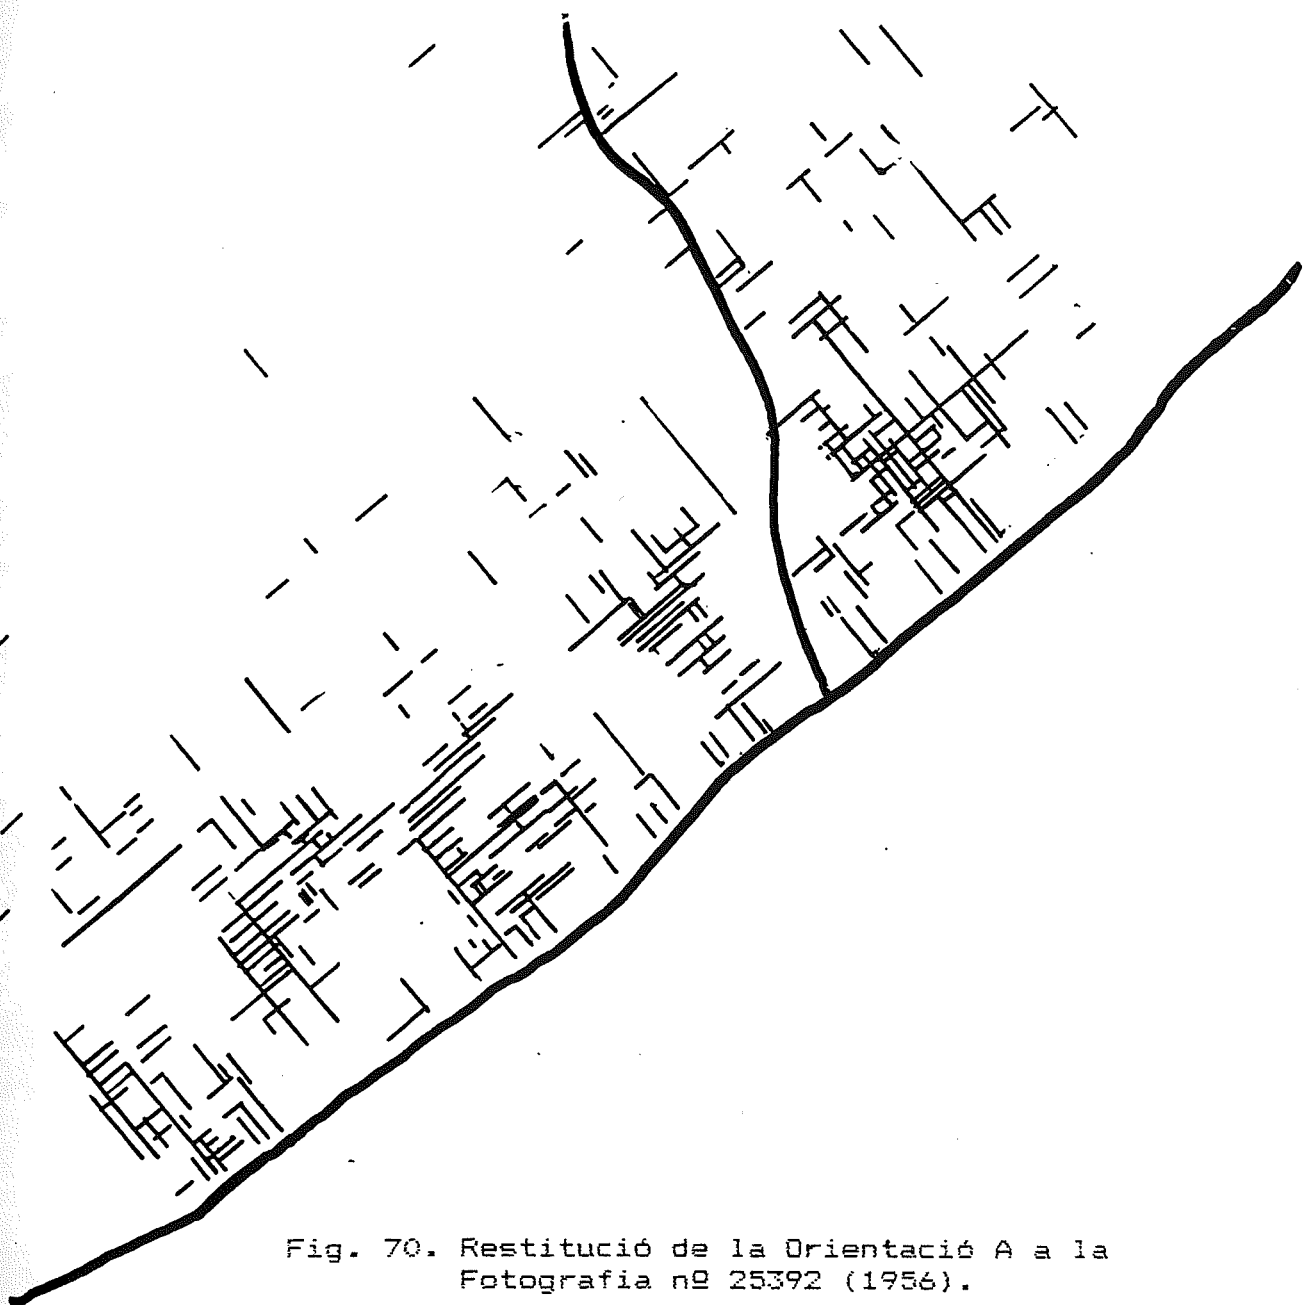 Fig. 70. Restitució de la Orientació A a la
Fotografia nº 25392 (1956).